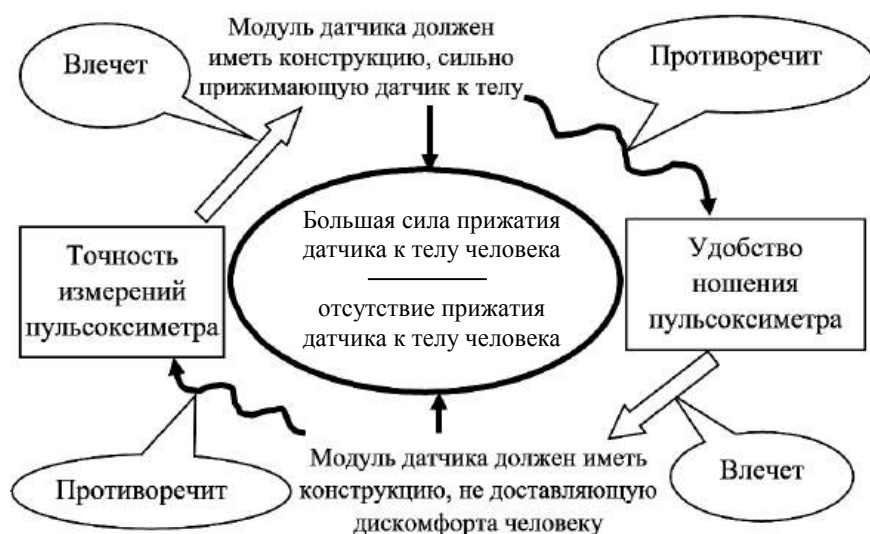 Модуль датчика должен
иметь конструкцию, сильно
прижимающую датчик к телу
Влечет
Противоречит
Большая сила прижатия
датчика к телу человека
отсутствие прижатия
датчика к телу человека
Точность
измерений
пульсоксиметра
Удобство
ношения
пульсоксиметра
Противоречит
Модуль датчика должен иметь
конструкцию, не доставляющую
дискомфорта человеку
Влечет